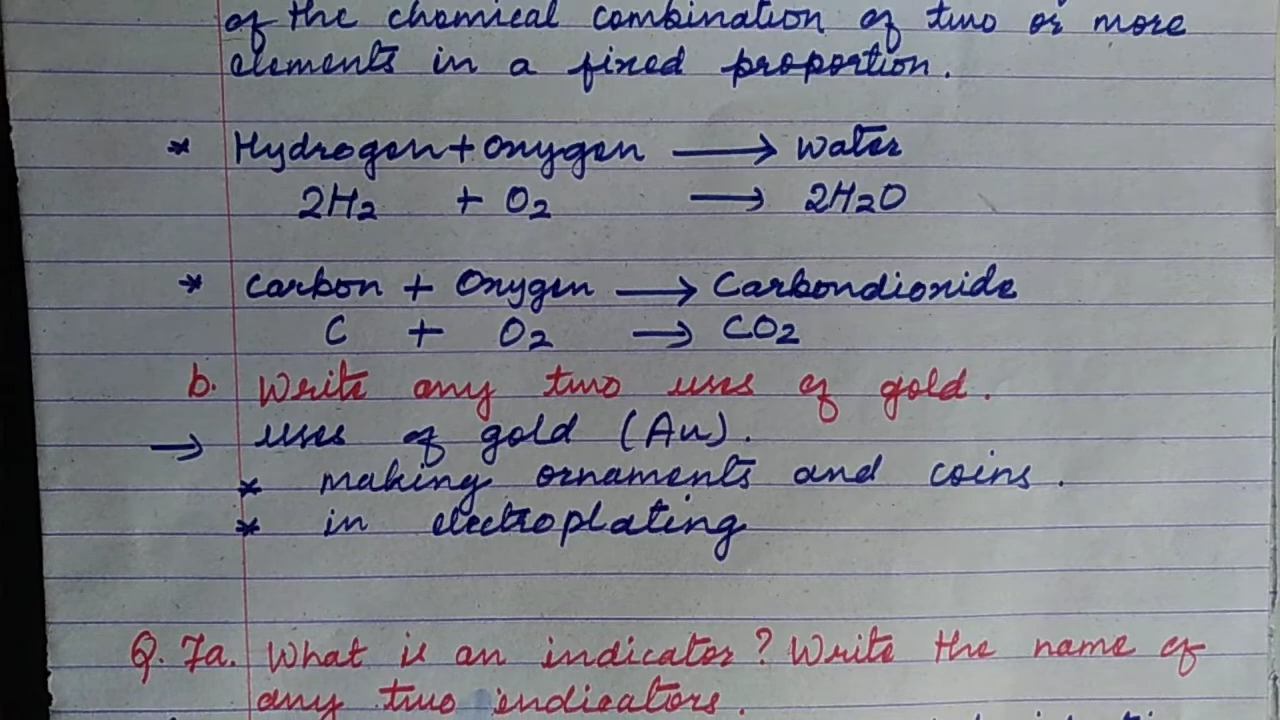 of the chemical combination of two or more
elements in a fixed proportion.
* Hydrogen + Oxygen → Water
2H₂ + O₂ → 2H₂O
* Carbon + Oxygen → Carbondioxide
C + O₂ → CO₂
b. Write any two uses of gold.
→ uses of gold (Au).
* making ornaments and coins.
* in electroplating
Q. 7a. What is an indicator? Write the name of
any two indicators.